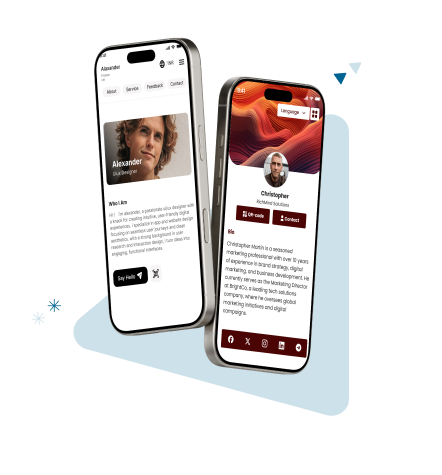 Alexander
About
Service
Feedback
Contact
Alexander
UI/UX Designer
Who I Am
Hi ! I'm Alexander, a passionate UI/UX designer with
a knack for creating intuitive, user-friendly digital
experiences. I specialize in app and website design
focusing on seamless user journeys and clean
aesthetics. With a strong background in user
research and interaction design, I turn ideas into
engaging, functional interfaces.
Say Hello
9:41
Language
Christopher
RichMind Solutions
QR-code
Contact
Bio
Christopher Martin is a seasoned
marketing professional with over 10 years
of experience in brand strategy, digital
marketing, and business development. He
currently serves as the Marketing Director
at BrightCo, a leading tech solutions
company, where he oversees global
marketing initiatives and digital
campaigns.